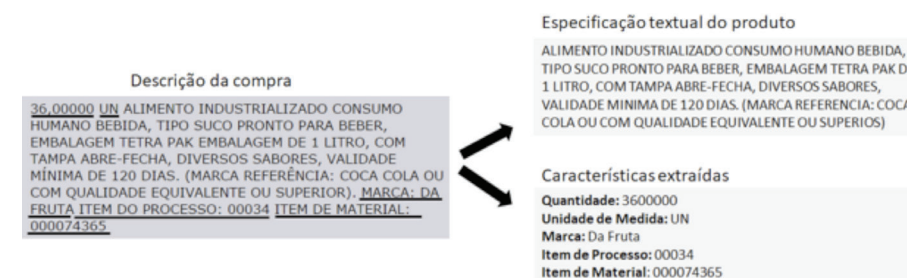 Descrição da compra
36,00000 UN ALIMENTO INDUSTRIALIZADO CONSUMO
HUMANO BEBIDA, TIPO SUCO PRONTO PARA BEBER,
EMBALAGEM TETRA PAK EMBALAGEM DE 1 LITRO, COM
TAMPA ABRE-FECHA, DIVERSOS SABORES, VALIDADE
MÍNIMA DE 120 DIAS. (MARCA REFERÊNCIA: COCA COLA OU
COM QUALIDADE EQUIVALENTE OU SUPERIOR). MARCA: DA
FRUTA ITEM DO PROCESSO: 00034 ITEM DE MATERIAL:
000074365
Especificação textual do produto
ALIMENTO INDUSTRIALIZADO CONSUMO HUMANO BEBIDA,
TIPO SUCO PRONTO PARA BEBER, EMBALAGEM TETRA PAK D
1 LITRO, COM TAMPA ABRE-FECHA, DIVERSOS SABORES,
VALIDADE MINIMA DE 120 DIAS. (MARCA REFERENCIA: COCA
COLA OU COM QUALIDADE EQUIVALENTE OU SUPERIOS)
Características extraídas
Quantidade: 3600000
Unidade de Medida: UN
Marca: Da Fruta
Item de Processo: 00034
Item de Material: 000074365